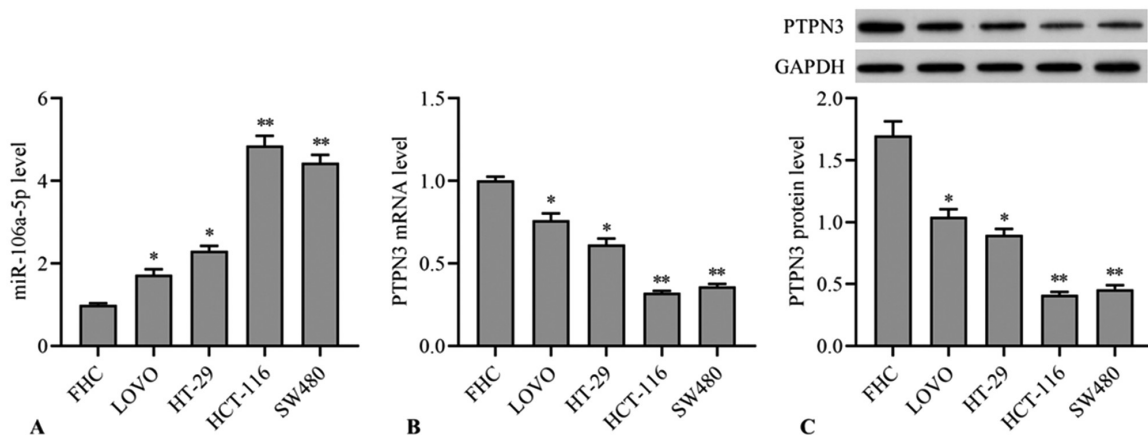 PTPN3
GAPDH
miR-106a-5p level
6
4
2
0
*
*
**
**
FHC
LOVO
HT-29
HCT-116
SW480
A
PTPN3 mRNA level
1.5
1.0
0.5
0.0
*
*
**
**
FHC
LOVO
HT-29
HCT-116
SW480
B
PTPN3 protein level
2.0
1.5
1.0
0.5
0.0
*
*
**
**
FHC
LOVO
HT-29
HCT-116
SW480
C